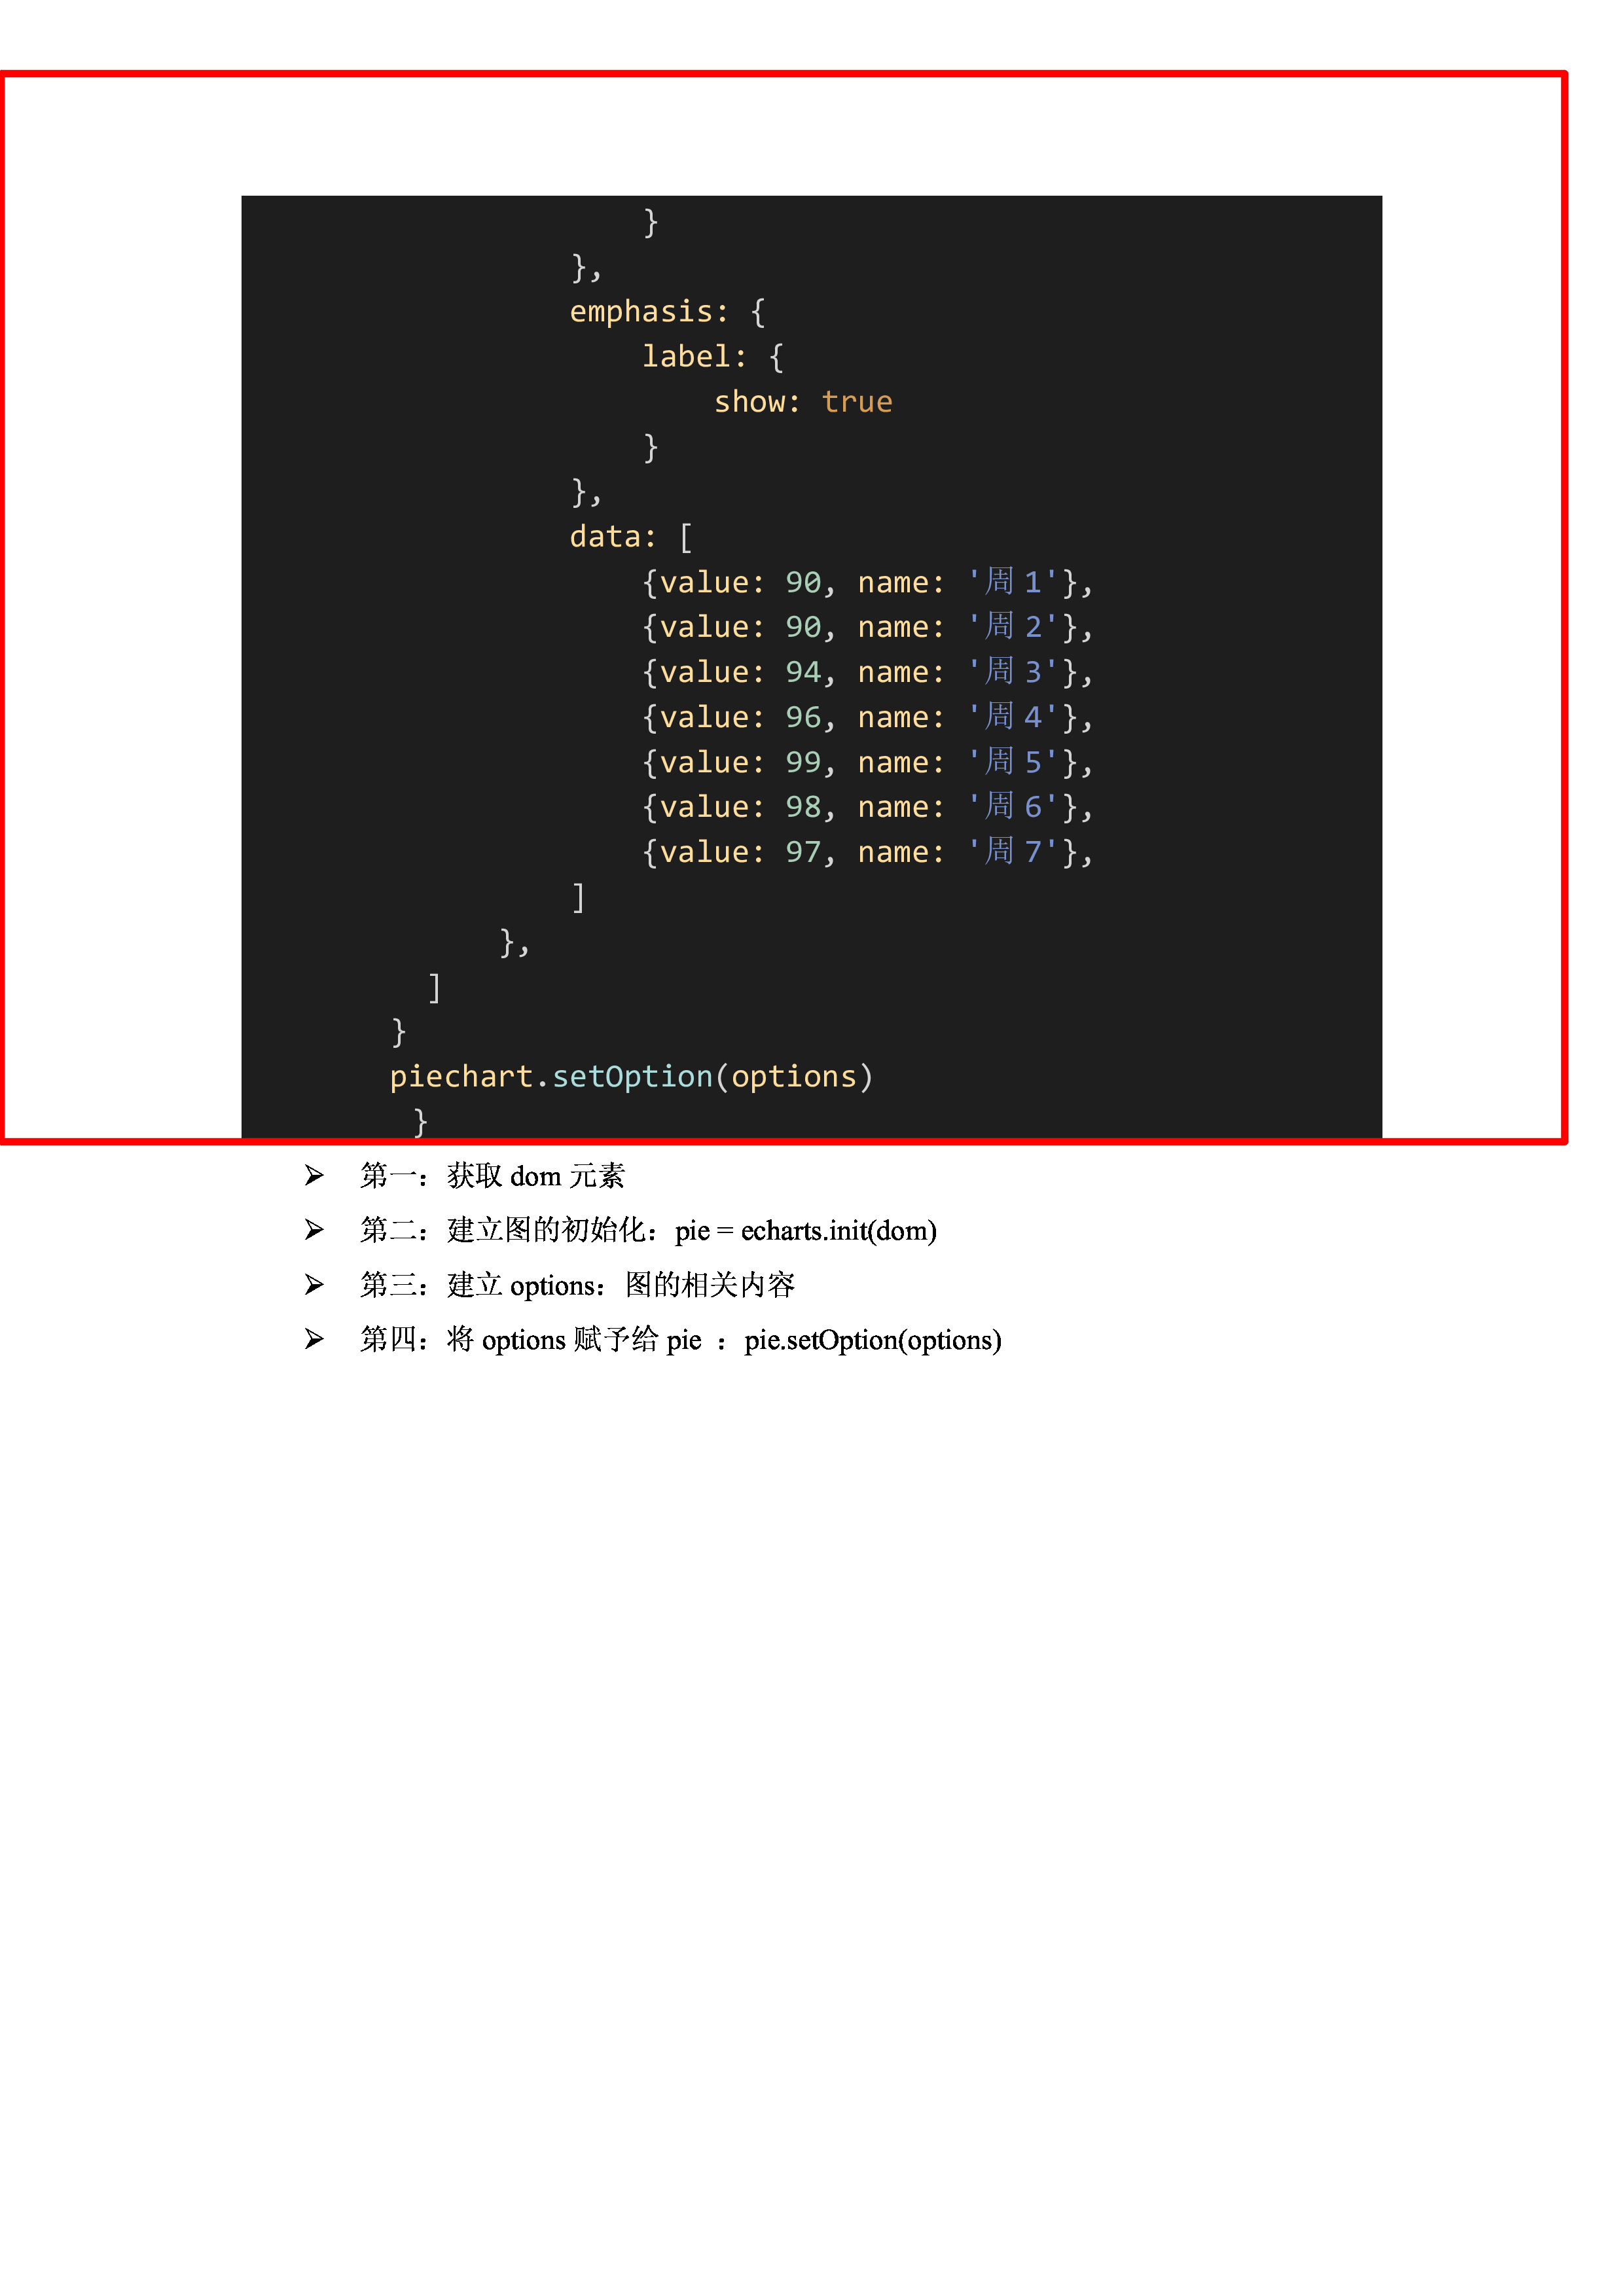 }
},
emphasis: {
label: {
show: true
}
},
data: [
{value: 90, name: '周 1'},
{value: 90, name: '周 2'},
{value: 94, name: '周 3'},
{value: 96, name: '周 4'},
{value: 99, name: '周 5'},
{value: 98, name: '周 6'},
{value: 97, name: '周 7'},
]
},
]
}
piechart.setOption(options)
}
➢ 第一：获取 dom 元素
➢ 第二：建立图的初始化：pie = echarts.init(dom)
➢ 第三：建立 options：图的相关内容
➢ 第四：将 options 赋予给 pie ：pie.setOption(options)